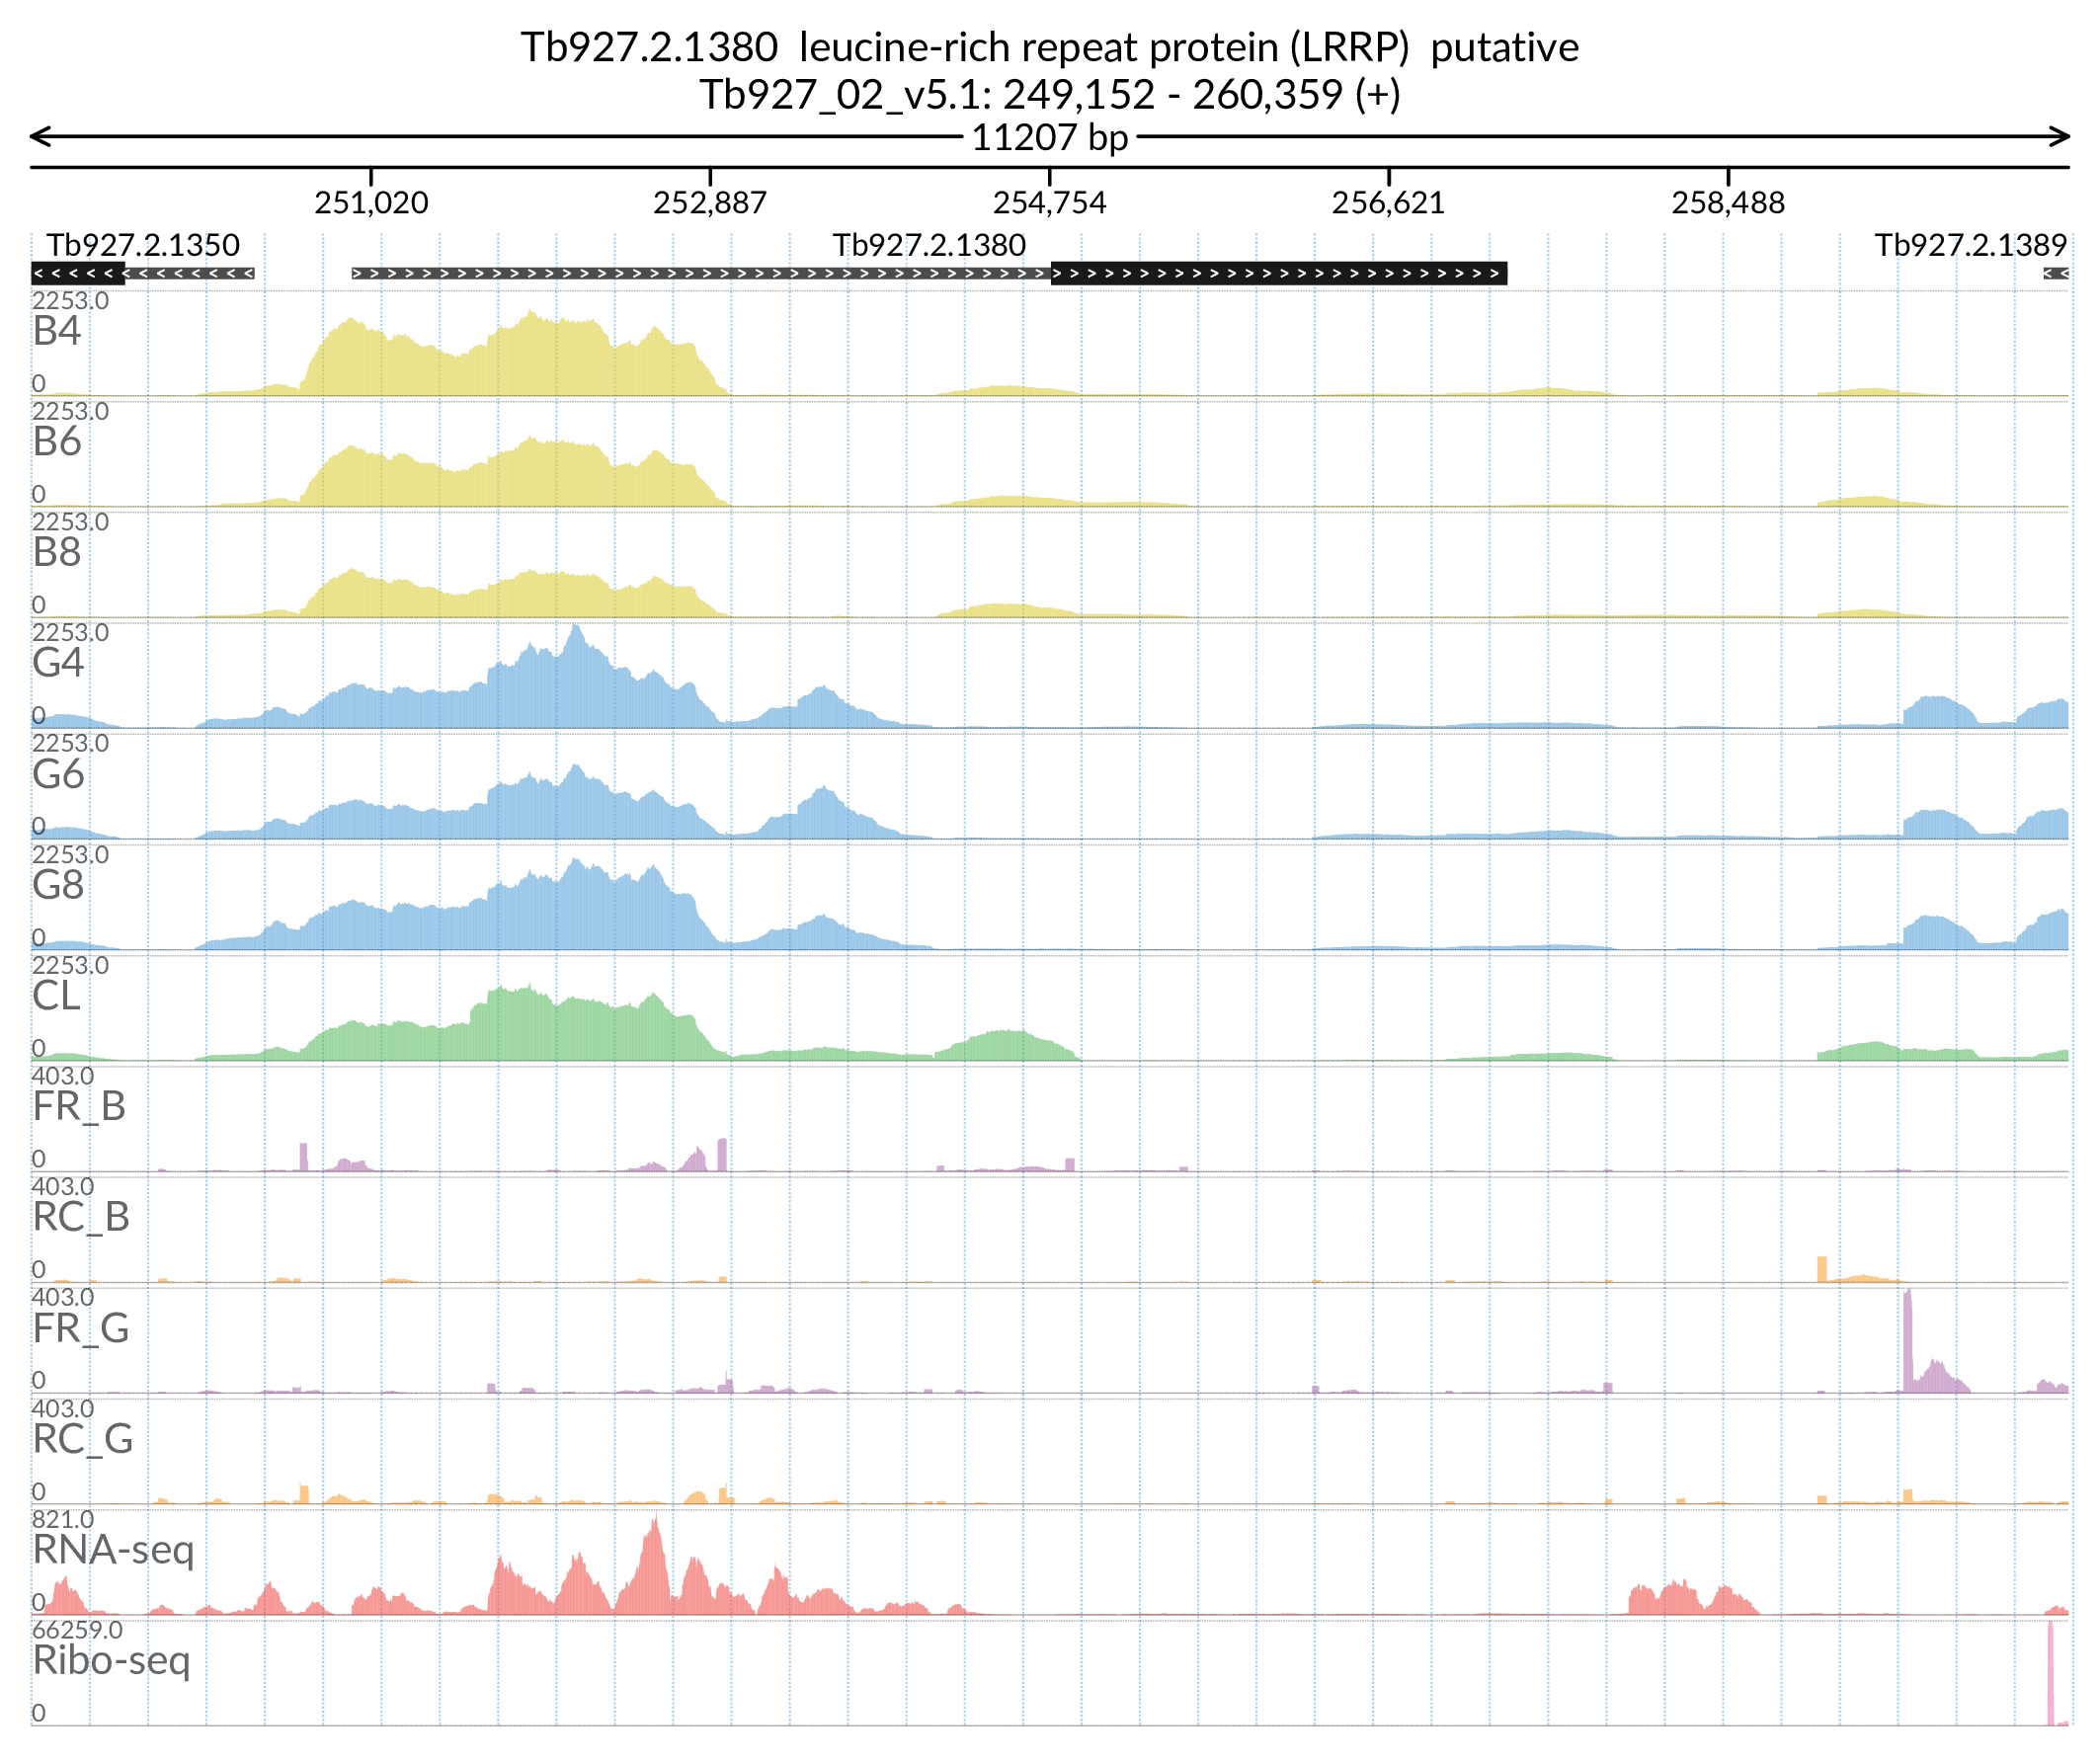 Tb927.2.1380 leucine-rich repeat protein (LRRP) putative
Tb927_02_v5.1: 249,152 - 260,359 (+)
11207 bp
251,020 252,887 254,754 256,621 258,488
Tb927.2.1350 Tb927.2.1380 Tb927.2.1389
2253.0
B4
0
2253.0
B6
0
2253.0
B8
0
2253.0
G4
0
2253.0
G6
0
2253.0
G8
0
2253.0
CL
0
403.0
FR_B
0
403.0
RC_B
0
403.0
FR_G
0
403.0
RC_G
0
821.0
RNA-seq
0
66259.0
Ribo-seq
0